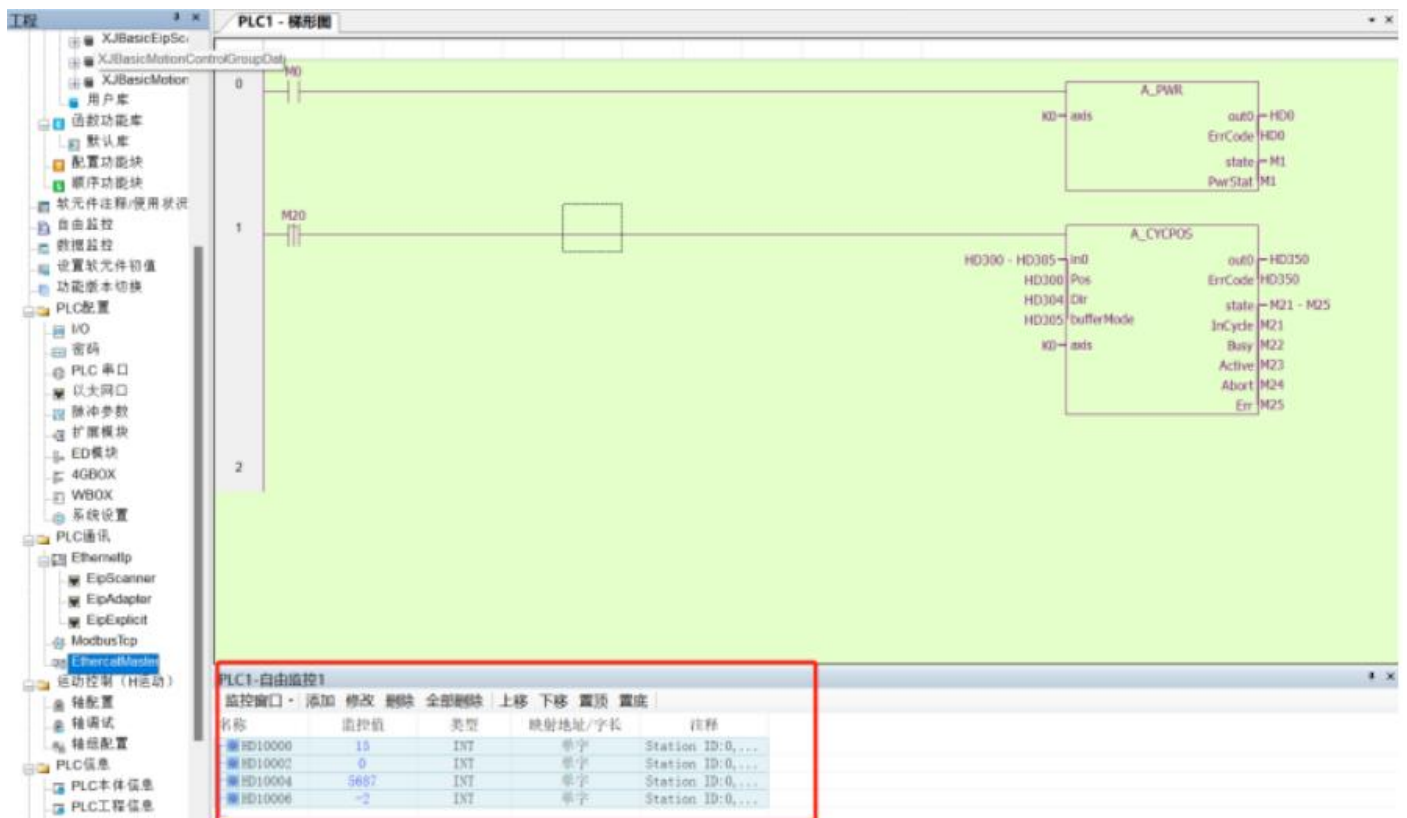 工程
PLC1 - 梯形图
XJBasicEipSc
XJBasicMotionControlGroupDat
XJBasicMotion
用户库
函数功能库
默认库
配置功能块
顺序功能块
软元件注释/使用状况
自由监控
数据监控
设置软元件初值
功能版本切换
PLC配置
I/O
密码
PLC 串口
以太网口
脉冲参数
扩展模块
ED模块
4GBOX
WBOX
系统设置
PLC通讯
EthernetIp
EipScanner
EipAdapter
EipExplicit
ModbusTcp
EthercatMaster
运动控制（H运动）
轴配置
轴调试
轴组配置
PLC信息
PLC本体信息
PLC工程信息
0
M0
A_PWR
K0 axis out0 HD0
ErrCode HD0
state M1
PwrStat M1
1
M20
A_CYCPOS
HD300 - HD305 in0 out0 HD350
HD300 Pos ErrCode HD350
HD304 Dir state M21 - M25
HD305 bufferMode InCycle M21
K0 axis Busy M22
Active M23
Abort M24
Err M25
2
PLC1-自由监控1
监控窗口 添加 修改 删除 全部删除 上移 下移 置顶 置底
名称 监控值 类型 映射地址/字长 注释
HD10000 15 INT 单字 Station ID:0,...
HD10002 0 INT 单字 Station ID:0,...
HD10004 5687 INT 单字 Station ID:0,...
HD10006 -2 INT 单字 Station ID:0,...